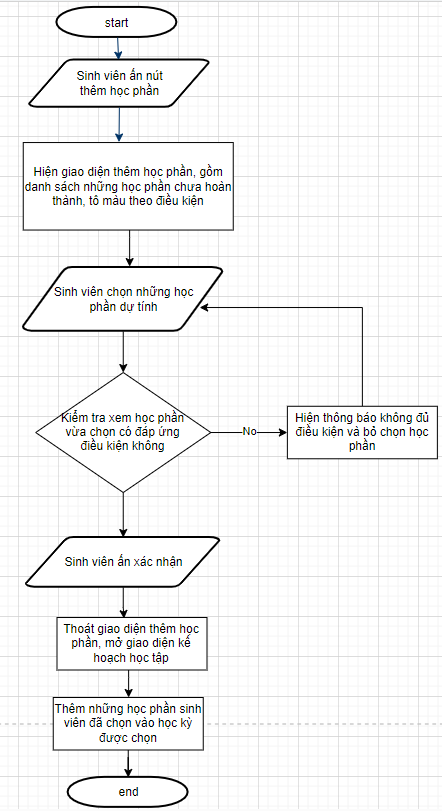 start
Sinh viên ấn nút
thêm học phần
Hiện giao diện thêm học phần, gồm
danh sách những học phần chưa hoàn
thành, tô màu theo điều kiện
Sinh viên chọn những học
phần dự tính
Kiểm tra xem học phần
vừa chọn có đáp ứng
điều kiện không
No
Hiện thông báo không đủ
điều kiện và bỏ chọn học
phần
Sinh viên ấn xác nhận
Thoát giao diện thêm học
phần, mở giao diện kế
hoạch học tập
Thêm những học phần sinh
viên đã chọn vào học kỳ
được chọn
end